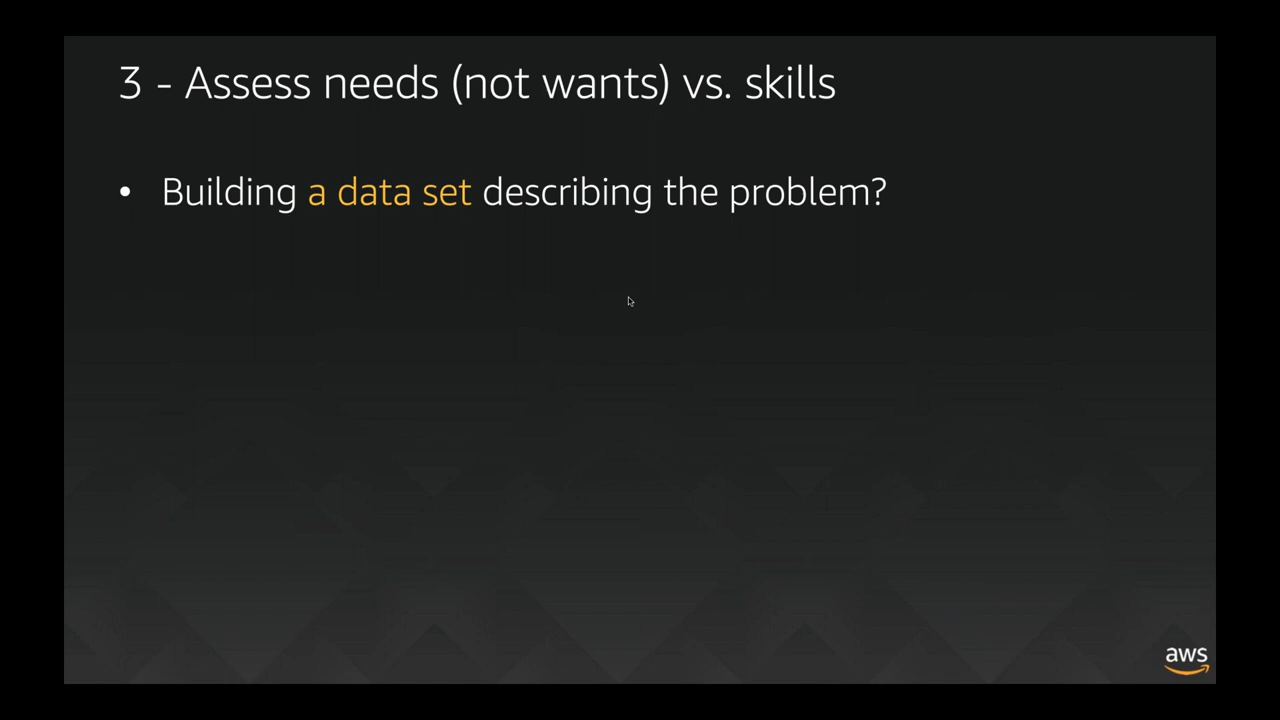 3 - Assess needs (not wants) vs. skills
• Building a data set describing the problem?
aws